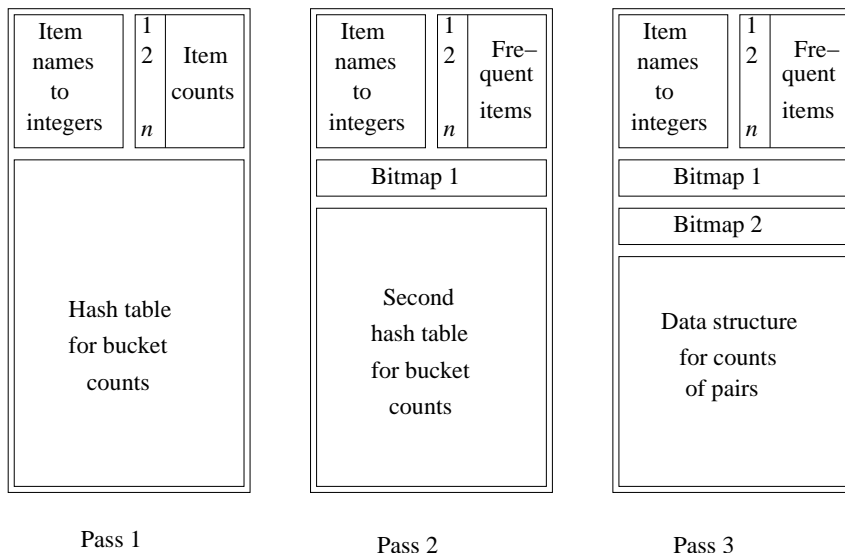 Item
names
to
integers
1
2
n
Item
counts
Hash table
for bucket
counts
Pass 1
Item
names
to
integers
1
2
n
Fre–
quent
items
Bitmap 1
Second
hash table
for bucket
counts
Pass 2
Item
names
to
integers
1
2
n
Fre–
quent
items
Bitmap 1
Bitmap 2
Data structure
for counts
of pairs
Pass 3